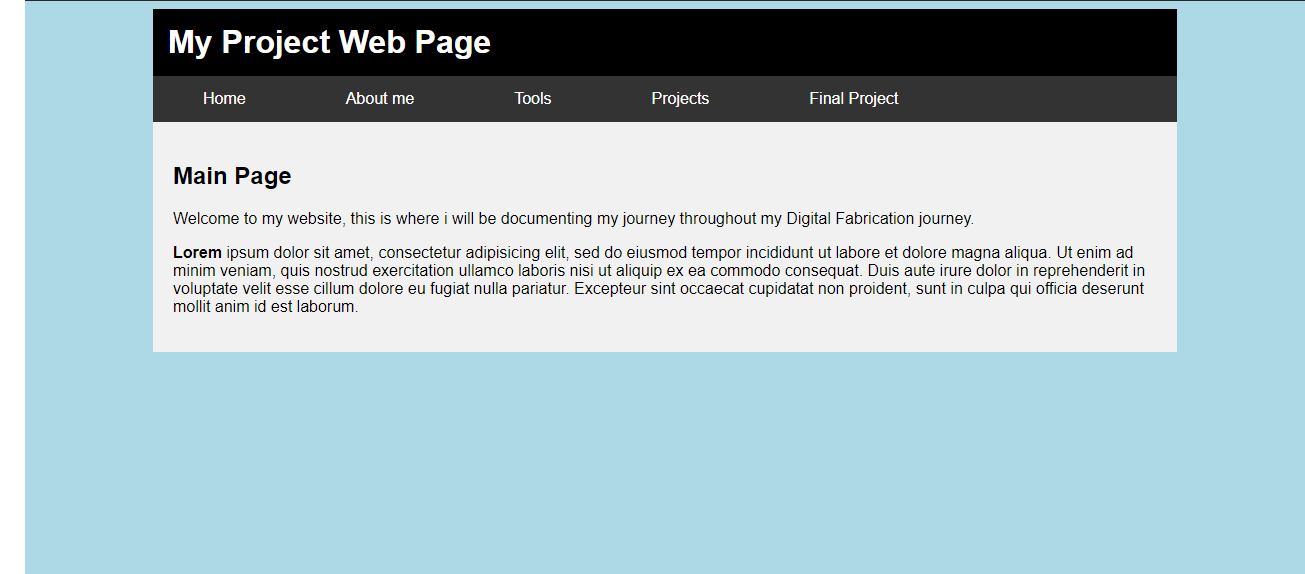 My Project Web Page
Home About me Tools Projects Final Project
Main Page
Welcome to my website, this is where i will be documenting my journey throughout my Digital Fabrication journey.
Lorem ipsum dolor sit amet, consectetur adipisicing elit, sed do eiusmod tempor incididunt ut labore et dolore magna aliqua. Ut enim ad
minim veniam, quis nostrud exercitation ullamco laboris nisi ut aliquip ex ea commodo consequat. Duis aute irure dolor in reprehenderit in
voluptate velit esse cillum dolore eu fugiat nulla pariatur. Excepteur sint occaecat cupidatat non proident, sunt in culpa qui officia deserunt
mollit anim id est laborum.